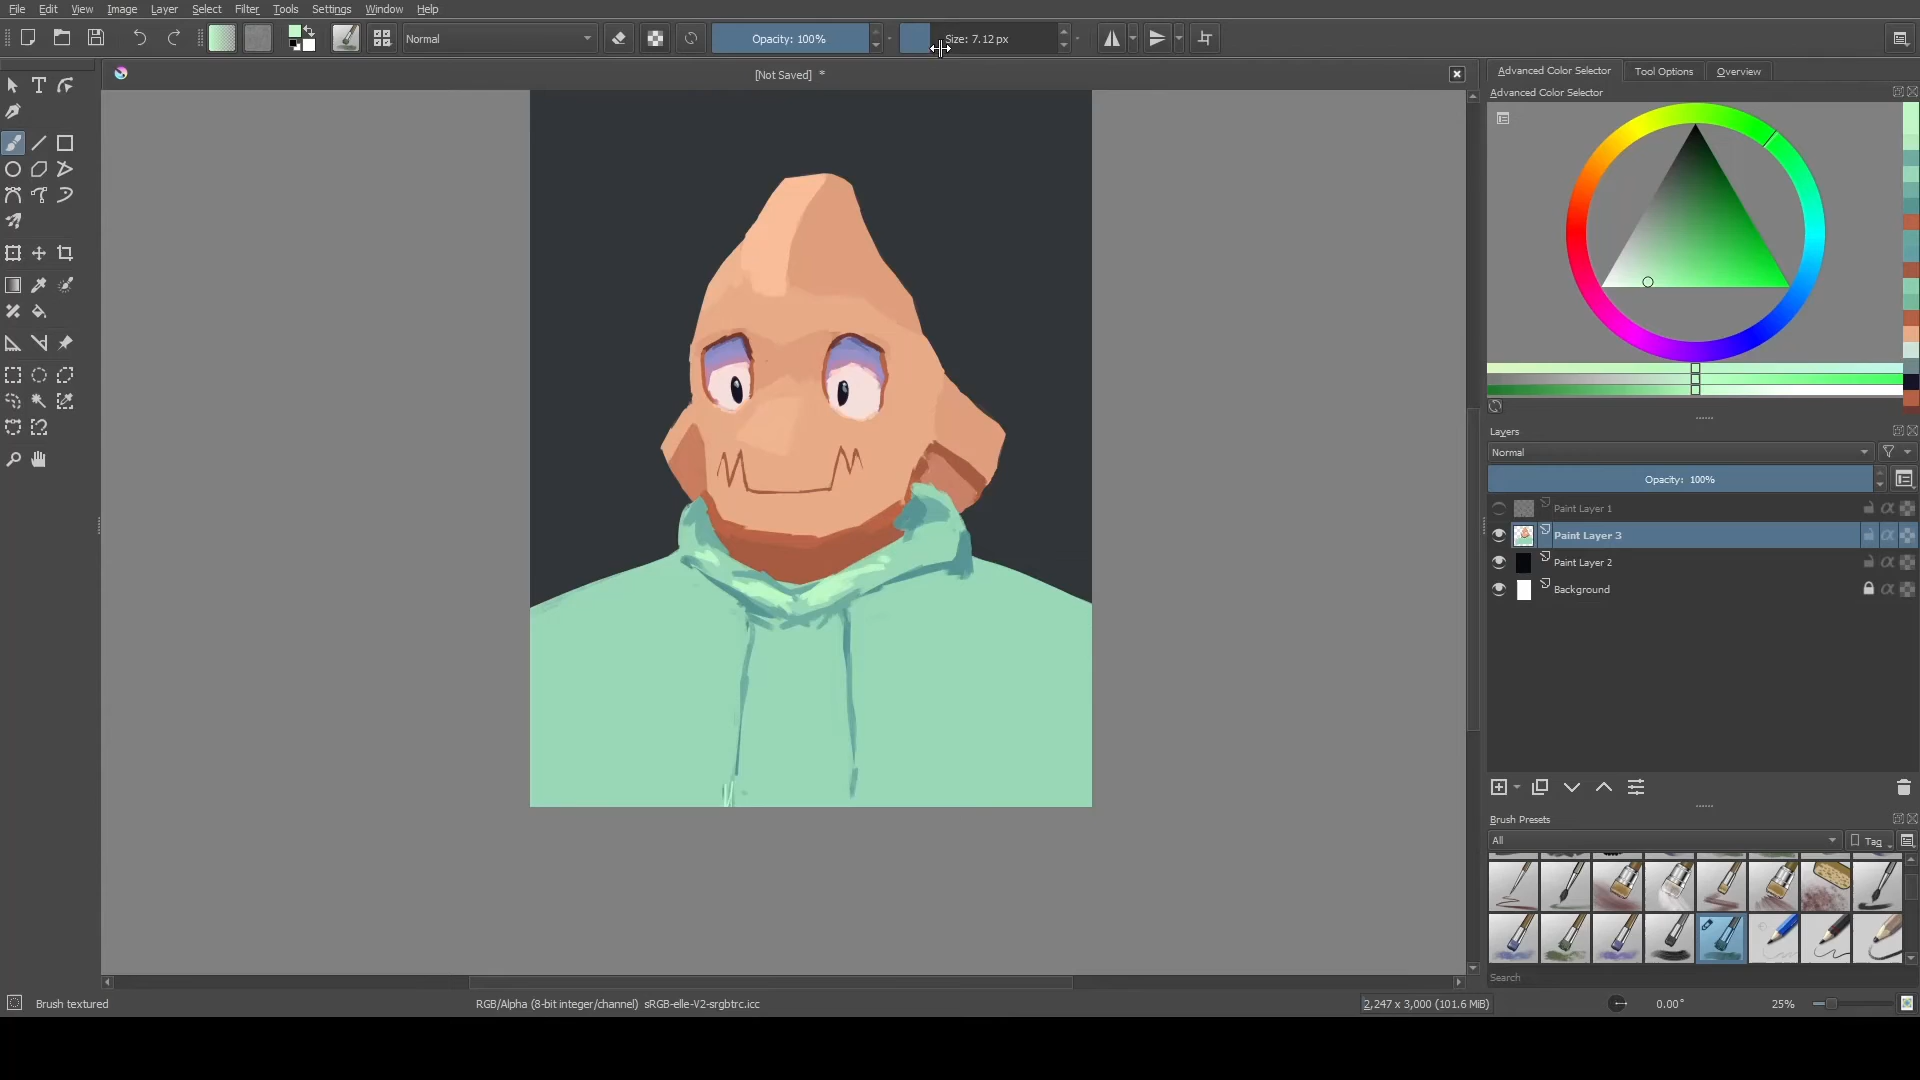 File Edit View Image Layer Select Filter Tools Settings Window Help
Normal Opacity: 100% Size: 7.12 px
[Not Saved] *
Advanced Color Selector Tool Options Overview
Advanced Color Selector
Layers
Normal
Opacity: 100%
Paint Layer 1
Paint Layer 3
Paint Layer 2
Background
Brush Presets
All Tag
Search
Brush textured RGB/Alpha (8-bit integer/channel) sRGB-elle-V2-srgbtrc.icc 2,247 x 3,000 (101.6 MiB) 0.00° 25%